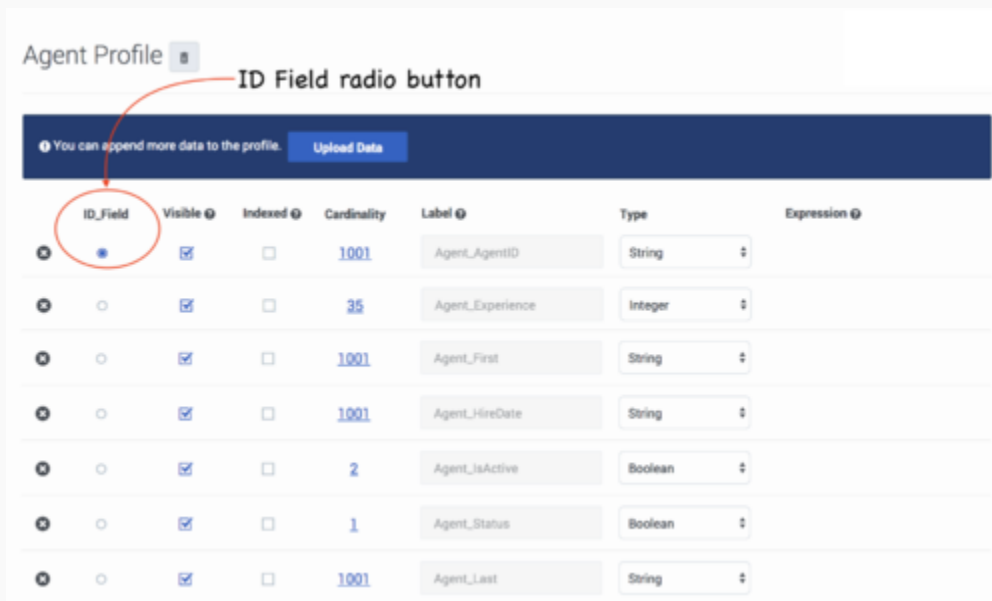 Agent Profile
ID Field radio button
You can append more data to the profile. Upload Data
ID_Field Visible Indexed Cardinality Label Type Expression
1001 Agent_AgentID String
35 Agent_Experience Integer
1001 Agent_First String
1001 Agent_HireDate String
2 Agent_IsActive Boolean
1 Agent_Status Boolean
1001 Agent_Last String